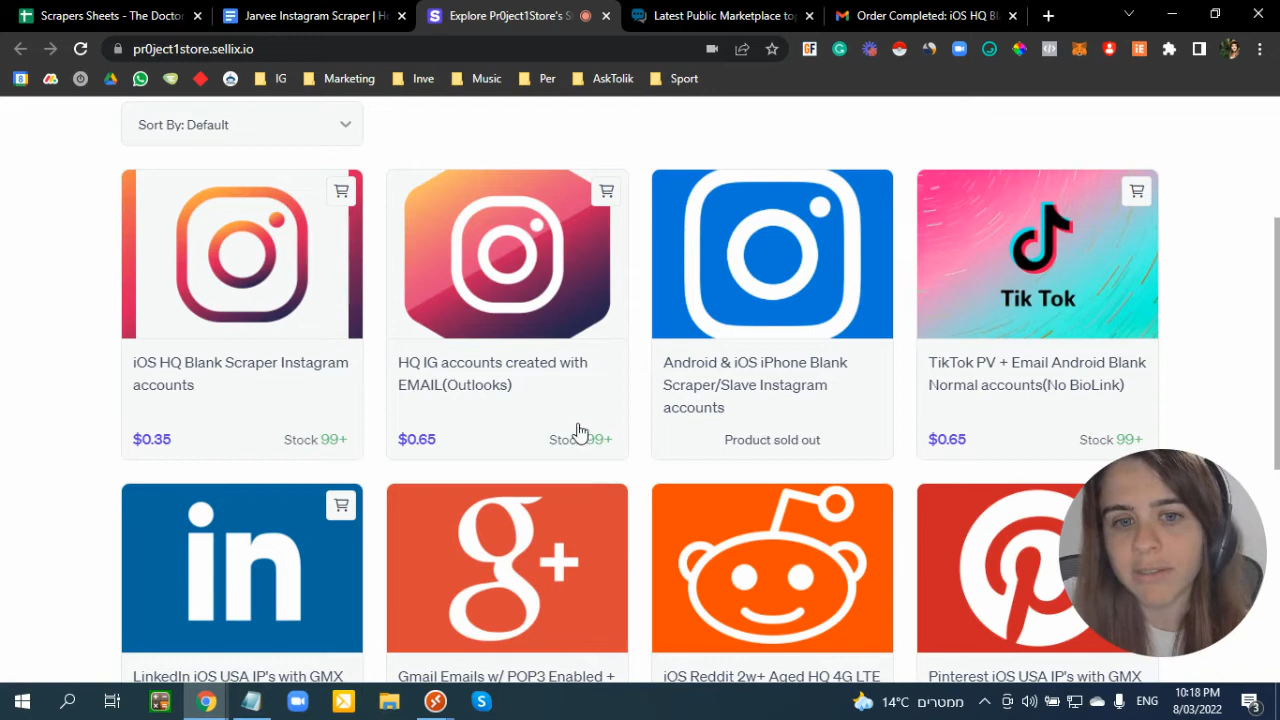 Scrapers Sheets - The Doctor
Jarvee Instagram Scraper | H
Explore Pr0ject1Store's S
Latest Public Marketplace top
Order Completed: iOS HQ Bl
pr0ject1store.sellix.io
IG
Marketing
Inve
Music
Per
AskTolik
Sport
Sort By: Default
iOS HQ Blank Scraper Instagram
accounts
$0.35
Stock 99+
HQ IG accounts created with
EMAIL(Outlooks)
$0.65
Stock 99+
Android & iOS iPhone Blank
Scraper/Slave Instagram
accounts
Product sold out
Tik Tok
TikTok PV + Email Android Blank
Normal accounts(No BioLink)
$0.65
Stock 99+
in
g+
LinkedIn iOS USA IP's with GMX
Gmail Emails w/ POP3 Enabled +
iOS Reddit 2w+ Aged HQ 4G LTE
Pinterest iOS USA IP's with GMX
14°C ממטרים
ENG
10:18 PM
8/03/2022